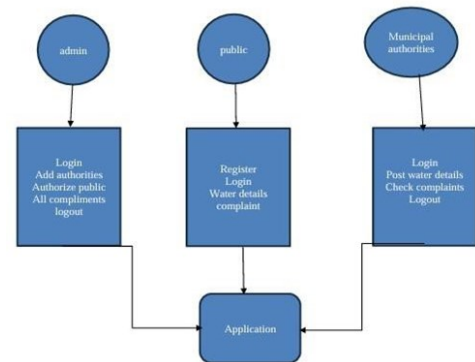 admin
public
Municipal
authorities
Login
Add authorities
Authorize public
All compliments
logout
Register
Login
Water details
complaint
Login
Post water details
Check complaints
Logout
Application